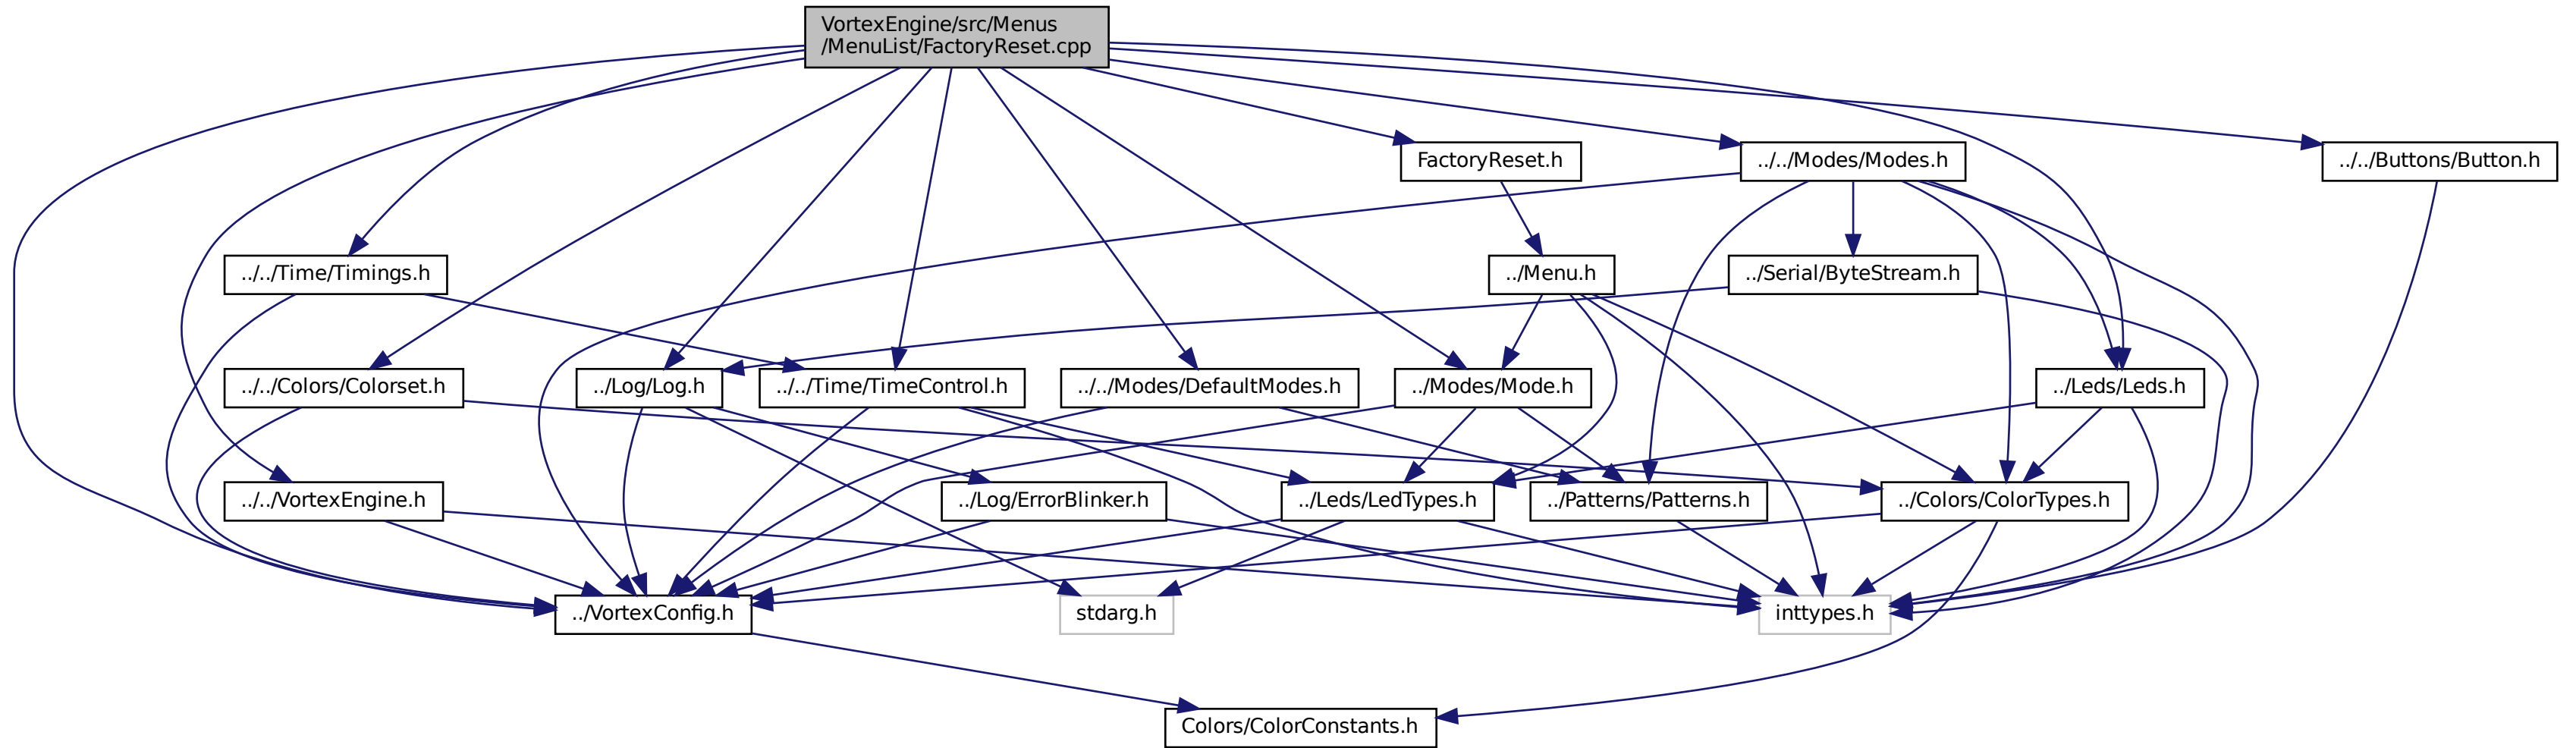 VortexEngine/src/Menus
/MenuList/FactoryReset.cpp
FactoryReset.h
../../Modes/Modes.h
../../Buttons/Button.h
../../Time/Timings.h
../Menu.h
../Serial/ByteStream.h
../../Colors/Colorset.h
../Log/Log.h
../../Time/TimeControl.h
../../Modes/DefaultModes.h
../Modes/Mode.h
../Leds/Leds.h
../../VortexEngine.h
../Log/ErrorBlinker.h
../Leds/LedTypes.h
../Patterns/Patterns.h
../Colors/ColorTypes.h
../VortexConfig.h
stdarg.h
inttypes.h
Colors/ColorConstants.h